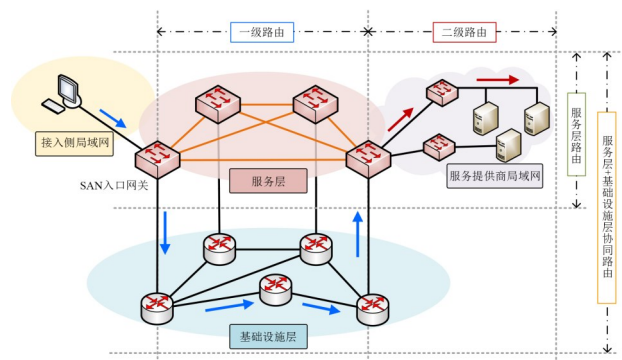 一级路由
二级路由
接入侧局域网
SAN入口网关
服务层
服务提供商局域网
基础设施层
服务层路由
服务层+基础设施层协同路由